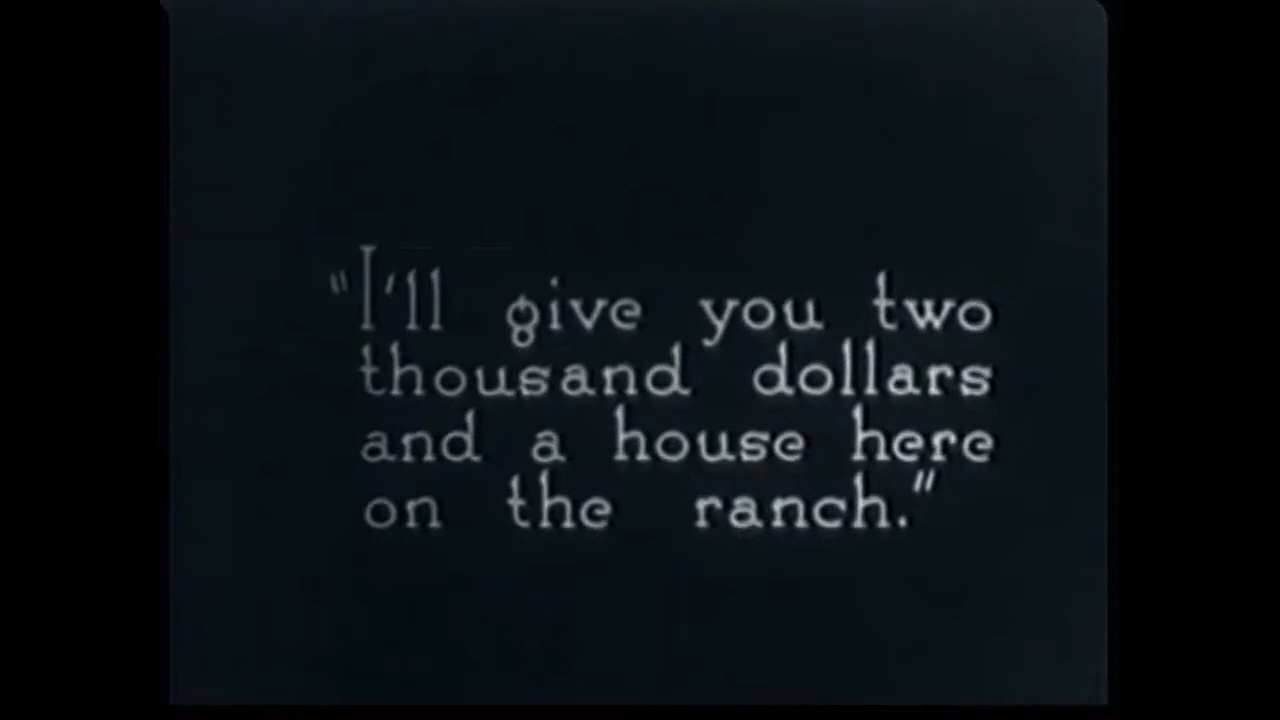 "I'll give you two
thousand dollars
and a house here
on the ranch."